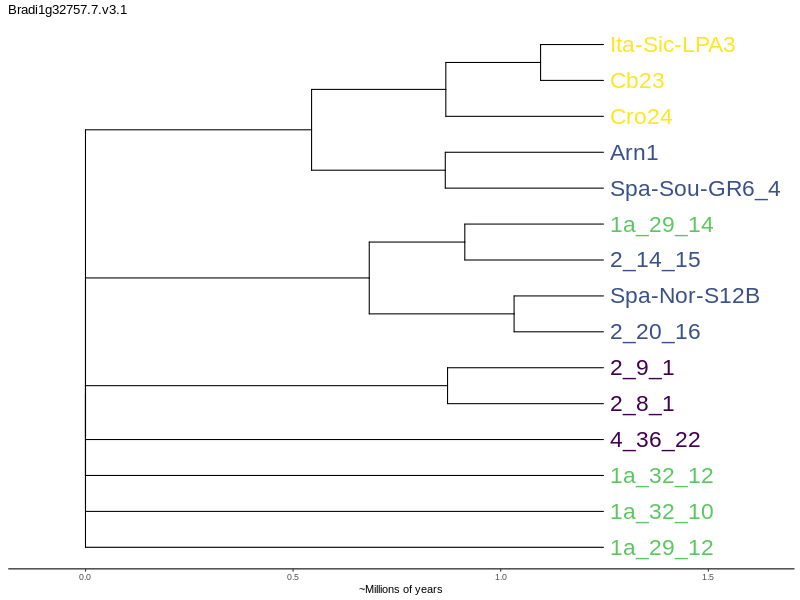 Bradi1g32757.7.v3.1
Ita-Sic-LPA3
Cb23
Cro24
Arn1
Spa-Sou-GR6_4
1a_29_14
2_14_15
Spa-Nor-S12B
2_20_16
2_9_1
2_8_1
4_36_22
1a_32_12
1a_32_10
1a_29_12
0.0 0.5 1.0 1.5
~Millions of years